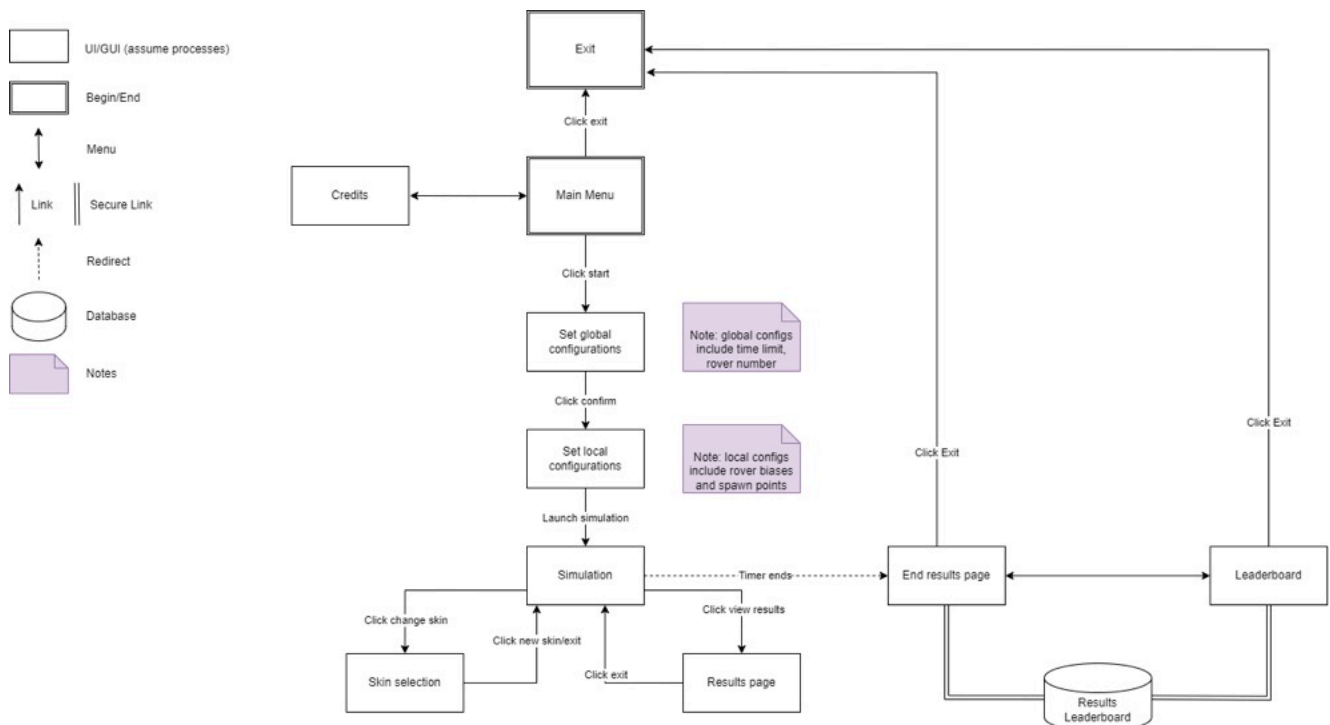 UI/GUI (assume processes)
Begin/End
Menu
Link
Secure Link
Redirect
Database
Notes
Exit
Click exit
Credits
Main Menu
Click start
Set global
configurations
Note: global configs
include time limit,
rover number
Click confirm
Set local
configurations
Note: local configs
include rover biases
and spawn points
Launch simulation
Simulation
Timer ends
End results page
Leaderboard
Click Exit
Click Exit
Click change skin
Click new skin/exit
Click view results
Click exit
Skin selection
Results page
Results
Leaderboard